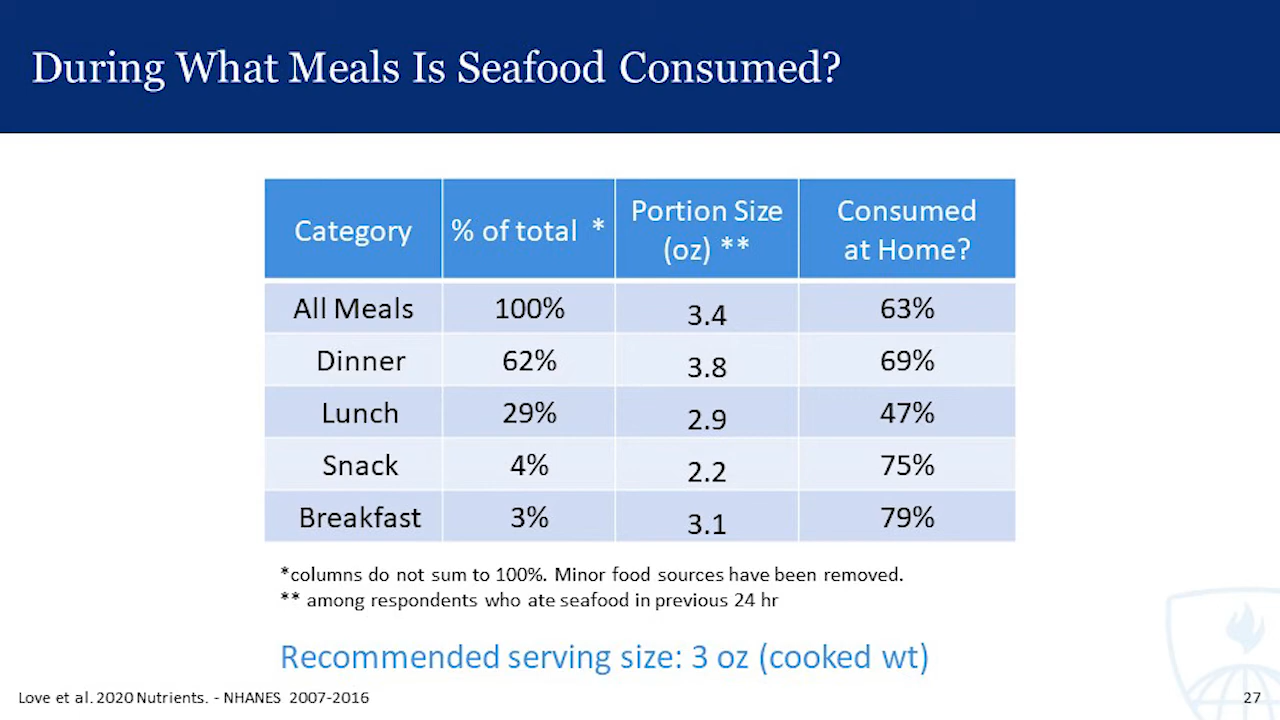 During What Meals Is Seafood Consumed?
Category % of total * Portion Size (oz) ** Consumed at Home?
All Meals 100% 3.4 63%
Dinner 62% 3.8 69%
Lunch 29% 2.9 47%
Snack 4% 2.2 75%
Breakfast 3% 3.1 79%
*columns do not sum to 100%. Minor food sources have been removed.
** among respondents who ate seafood in previous 24 hr
Recommended serving size: 3 oz (cooked wt)
Love et al. 2020 Nutrients. - NHANES 2007-2016
27